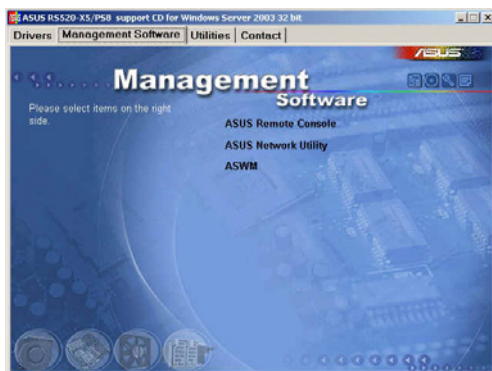 ASUS RS520-X5/PS8 support CD for Windows Server 2003 32 bit
Drivers
Management Software
Utilities
Contact
ASUS
Management
Software
Please select items on the right
side.
ASUS Remote Console
ASUS Network Utility
ASWM